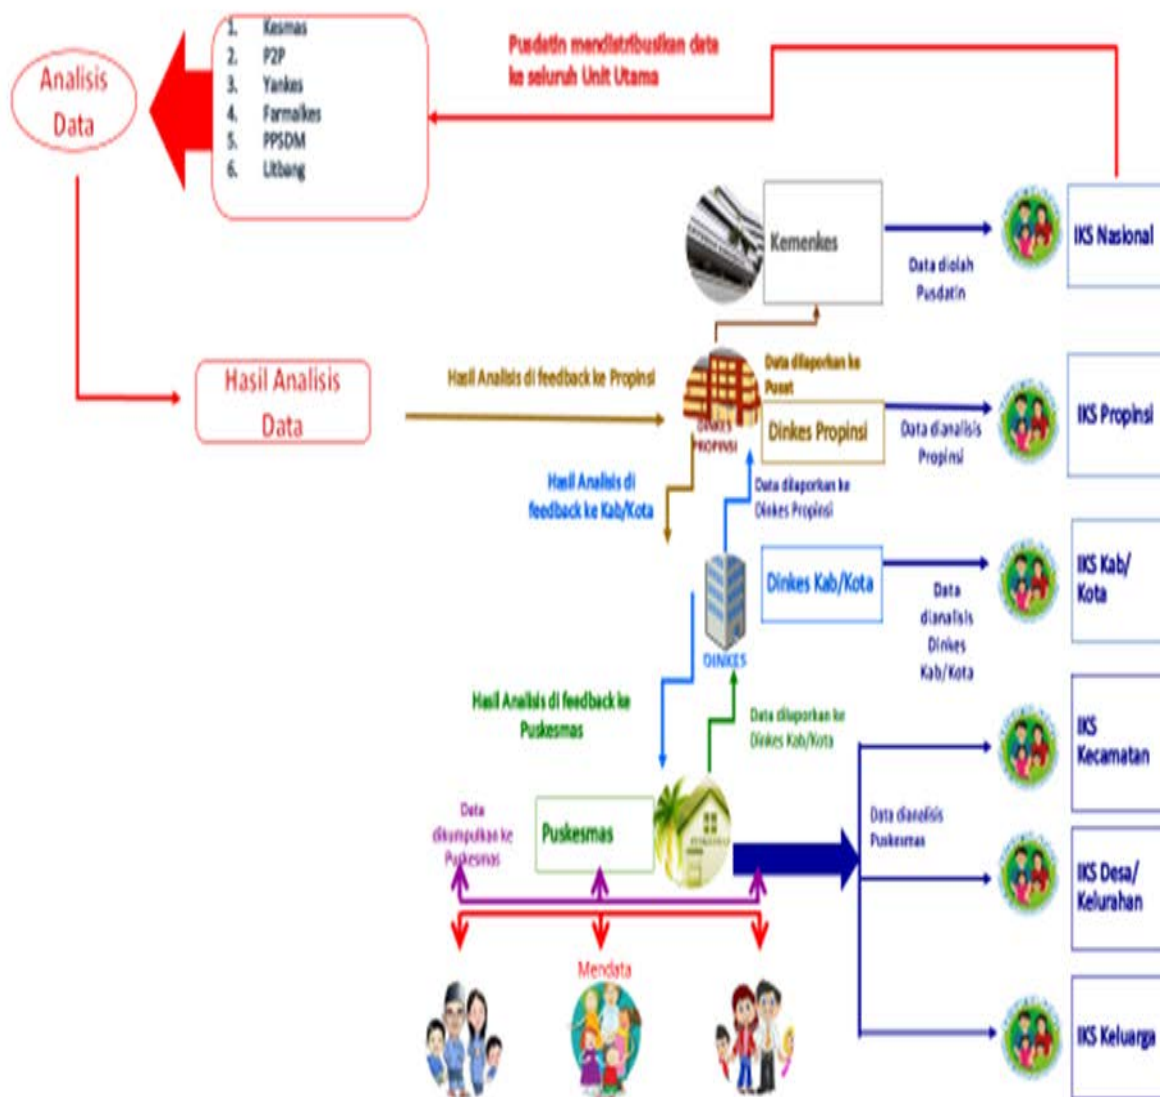 Analisis
Data
1. Kesmas
2. P2P
3. Yankes
4. Farmalkes
5. PPSDM
6. Litbang
Pusdatin mendistribusikan data
ke seluruh Unit Utama
Kemenkes
Data diolah
Pusdatin
IKS Nasional
Hasil Analisis
Data
Hasil Analisis di feedback ke Propinsi
Data dilaporkan ke
Pusat
DINKES
PROPINSI
Dinkes Propinsi
Data dianalisis
Propinsi
IKS Propinsi
Hasil Analisis di
feedback ke Kab/Kota
Data dilaporkan ke
Dinkes Propinsi
DINKES
Dinkes Kab/Kota
Data
dianalisis
Dinkes
Kab/Kota
IKS Kab/
Kota
Hasil Analisis di feedback ke
Puskesmas
Data dilaporkan ke
Dinkes Kab/Kota
IKS
Kecamatan
Data
dikumpulkan ke
Puskesmas
Puskesmas
Data dianalisis
Puskesmas
IKS Desa/
Kelurahan
Mendata
IKS Keluarga